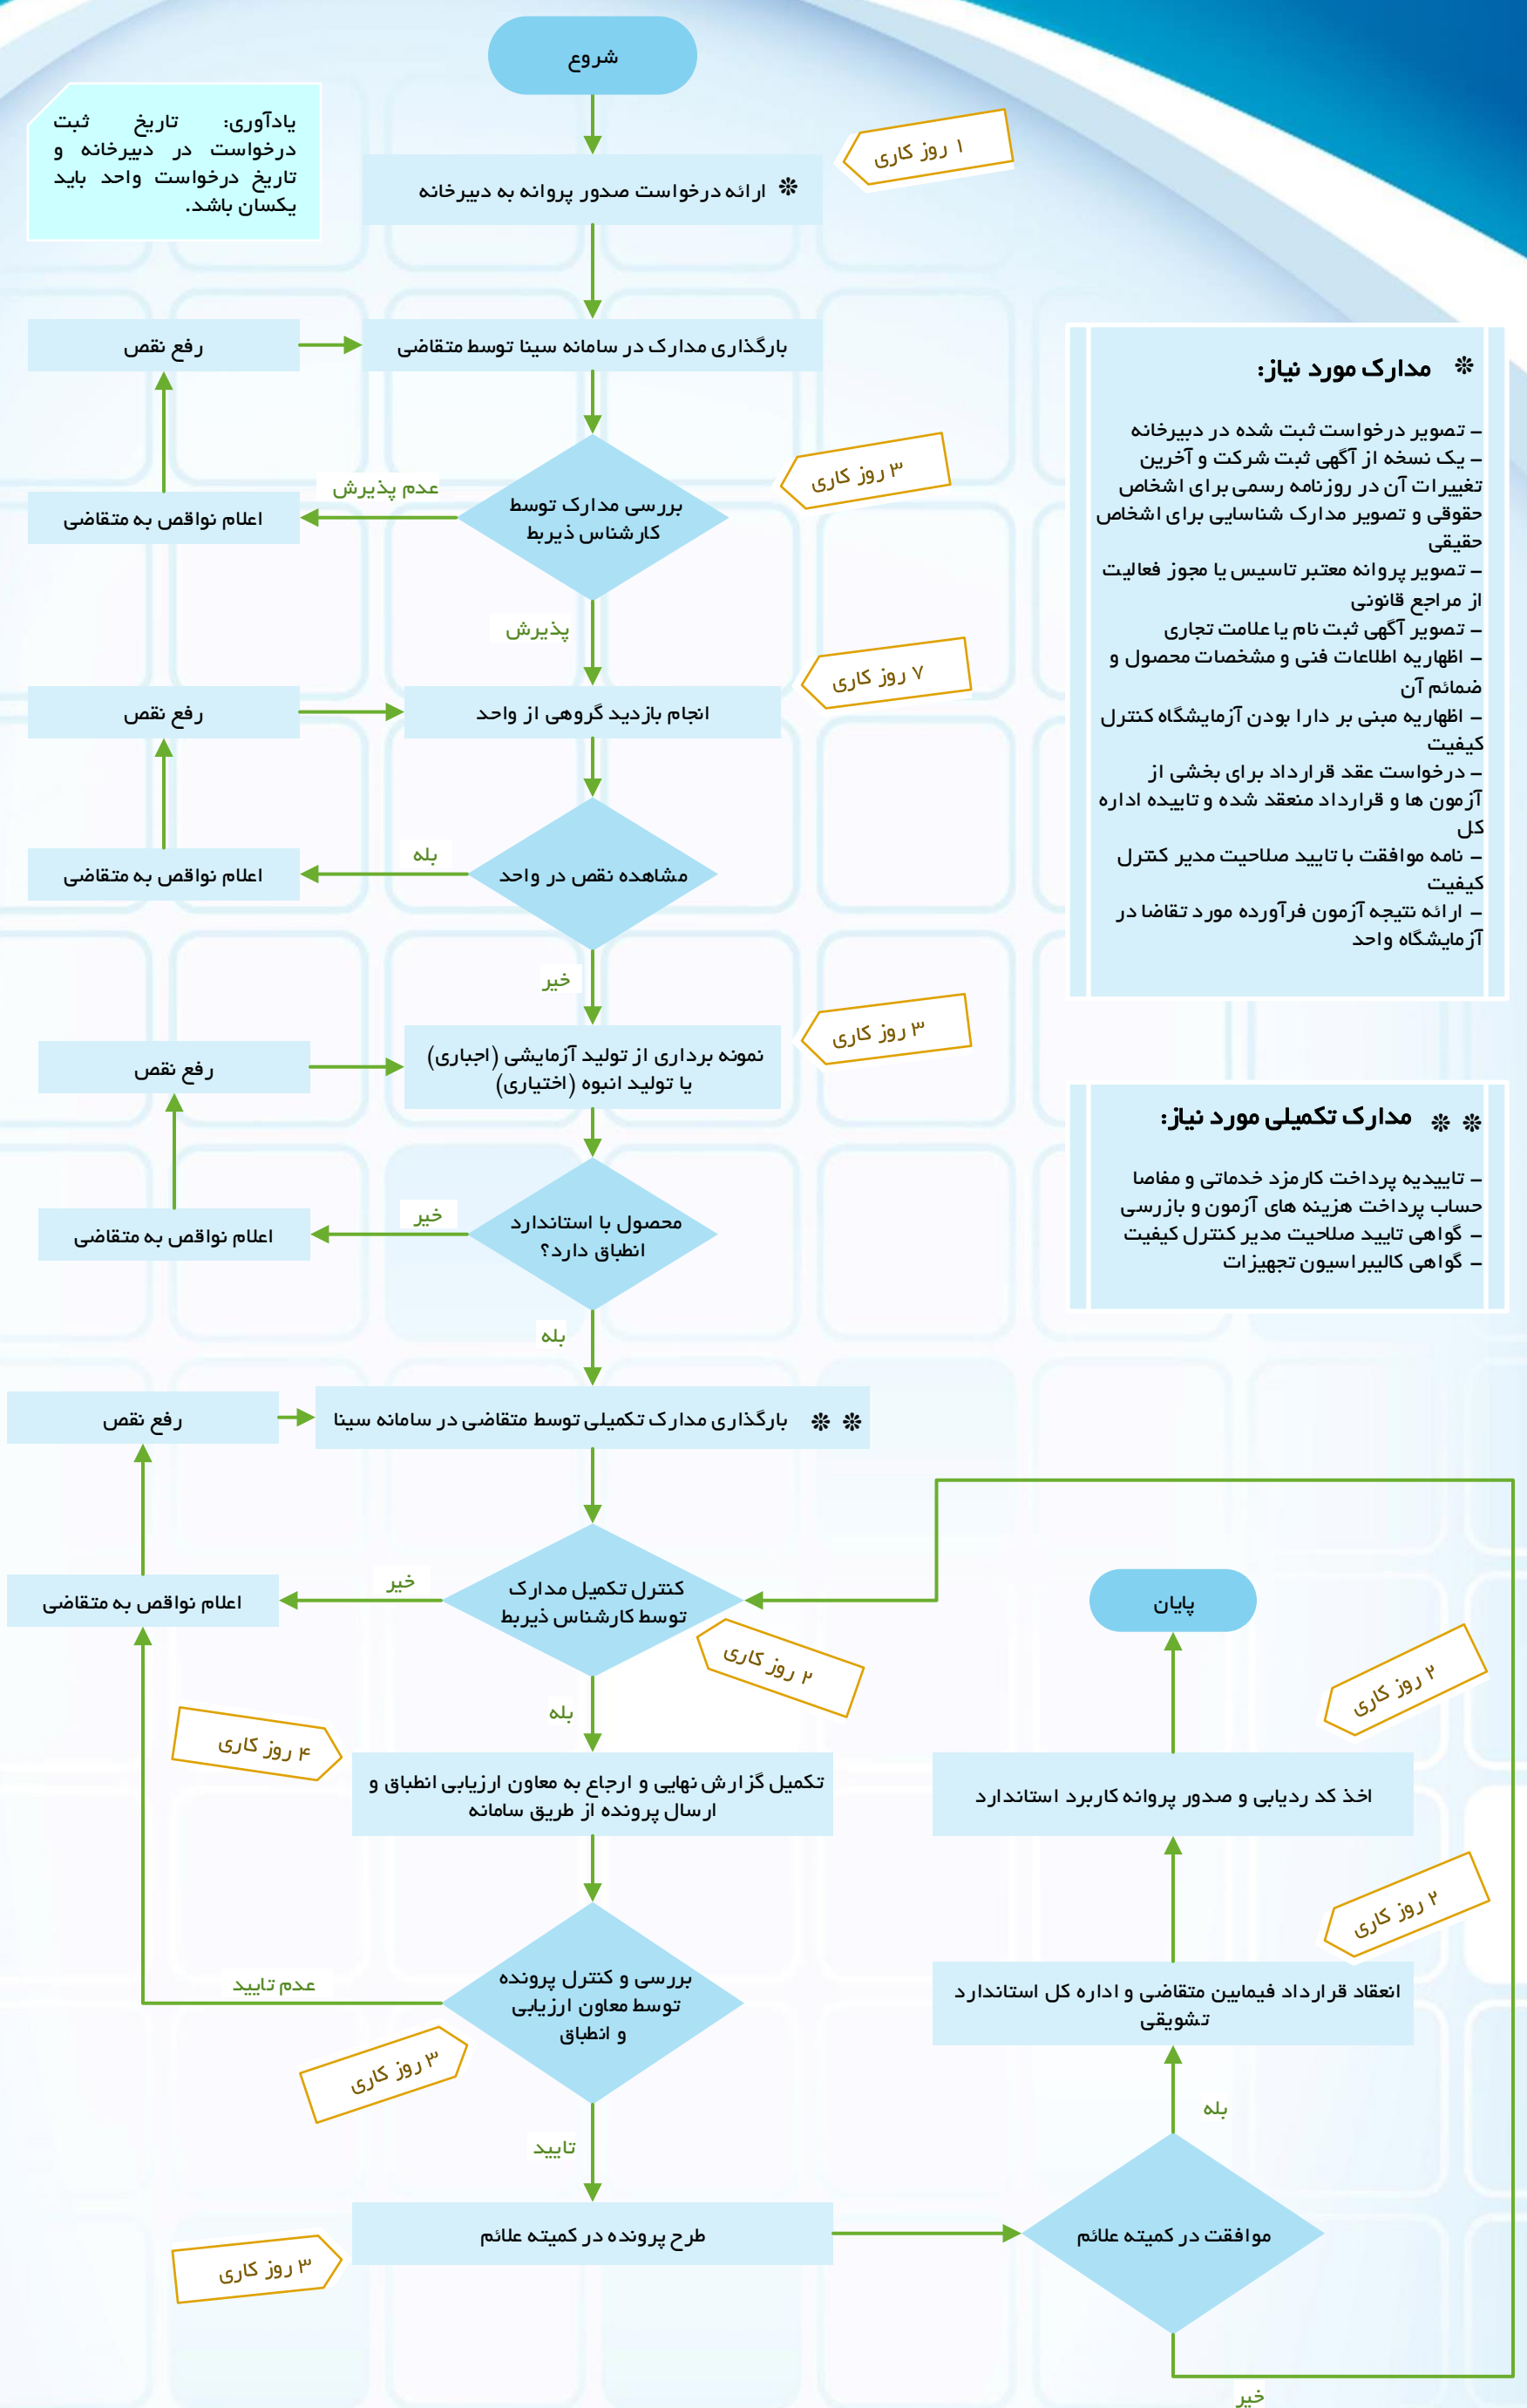 شروع
یادآوری: تاریخ ثبت
درخواست در دبیرخانه و
تاریخ درخواست واحد باید
یکسان باشد.
۱ روز کاری
❊ ارائه درخواست صدور پروانه به دبیرخانه
رفع نقص
بارگذاری مدارک در سامانه سینا توسط متقاضی
❊ مدارک مورد نیاز:
– تصویر درخواست ثبت شده در دبیرخانه
– یک نسخه از آگهی ثبت شرکت و آخرین
تغییرات آن در روزنامه رسمی برای اشخاص
حقوقی و تصویر مدارک شناسایی برای اشخاص
حقیقی
– تصویر پروانه معتبر تاسیس یا مجوز فعالیت
از مراجع قانونی
– تصویر آگهی ثبت نام یا علامت تجاری
– اظهاریه اطلاعات فنی و مشخصات محصول و
ضمائم آن
– اظهاریه مبنی بر دارا بودن آزمایشگاه کنترل
کیفیت
– درخواست عقد قرارداد برای بخشی از
آزمون ها و قرارداد منعقد شده و تاییده اداره
کل
– نامه موافقت با تایید صلاحیت مدیر کنترل
کیفیت
– ارائه نتیجه آزمون فرآورده مورد تقاضا در
آزمایشگاه واحد
۳ روز کاری
عدم پذیرش
بررسی مدارک توسط
کارشناس ذیربط
اعلام نواقص به متقاضی
پذیرش
۷ روز کاری
رفع نقص
انجام بازدید گروهی از واحد
بله
اعلام نواقص به متقاضی
مشاهده نقص در واحد
خیر
۳ روز کاری
نمونه برداری از تولید آزمایشی (اجباری)
یا تولید انبوه (اختیاری)
رفع نقص
❊ ❊ مدارک تکمیلی مورد نیاز:
– تاییدیه پرداخت کارمزد خدماتی و مفاصا
حساب پرداخت هزینه های آزمون و بازرسی
– گواهی تایید صلاحیت مدیر کنترل کیفیت
– گواهی کالیبراسیون تجهیزات
خیر
محصول با استاندارد
انطباق دارد؟
اعلام نواقص به متقاضی
بله
رفع نقص
❊ ❊ بارگذاری مدارک تکمیلی توسط متقاضی در سامانه سینا
خیر
کنترل تکمیل مدارک
توسط کارشناس ذیربط
اعلام نواقص به متقاضی
پایان
۲ روز کاری
۲ روز کاری
بله
۴ روز کاری
تکمیل گزارش نهایی و ارجاع به معاون ارزیابی انطباق و
ارسال پرونده از طریق سامانه
اخذ کد ردیابی و صدور پروانه کاربرد استاندارد
۲ روز کاری
عدم تایید
بررسی و کنترل پرونده
توسط معاون ارزیابی
و انطباق
انعقاد قرارداد فیمابین متقاضی و اداره کل استاندارد
تشویقی
۳ روز کاری
بله
تایید
طرح پرونده در کمیته علائم
موافقت در کمیته علائم
۳ روز کاری
خیر